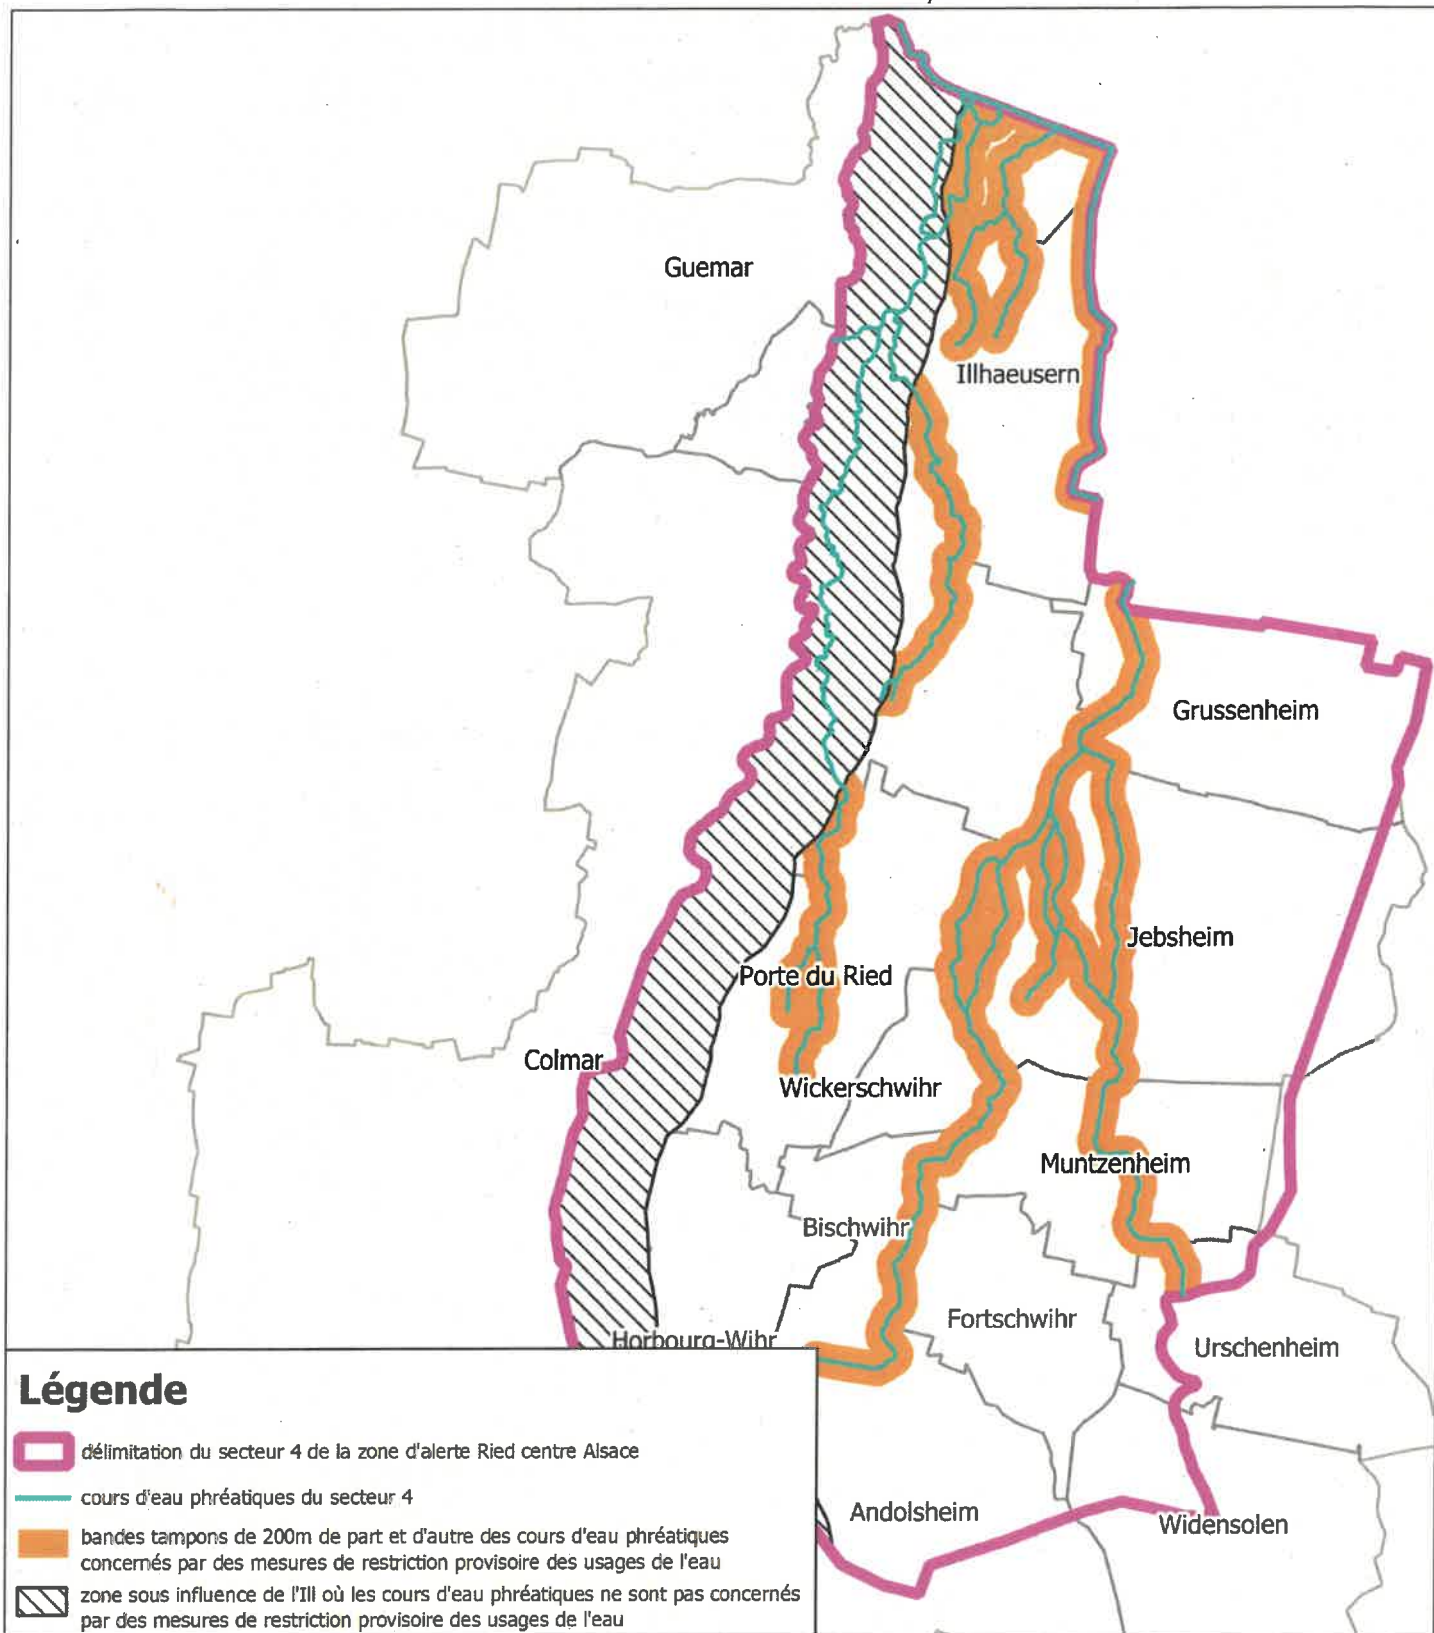 Guemar
Illhaeusern
Grussenheim
Jebsheim
Porte du Ried
Colmar
Wickerschwihr
Muntzenheim
Bischwihr
Fortschwihr
Horbourg-Wihr
Urschenheim
Andolsheim
Widensolen
Légende
délimitation du secteur 4 de la zone d'alerte Ried centre Alsace
cours d'eau phréatiques du secteur 4
bandes tampons de 200m de part et d'autre des cours d'eau phréatiques
concernés par des mesures de restriction provisoire des usages de l'eau
zone sous influence de l'Ill où les cours d'eau phréatiques ne sont pas concernés
par des mesures de restriction provisoire des usages de l'eau